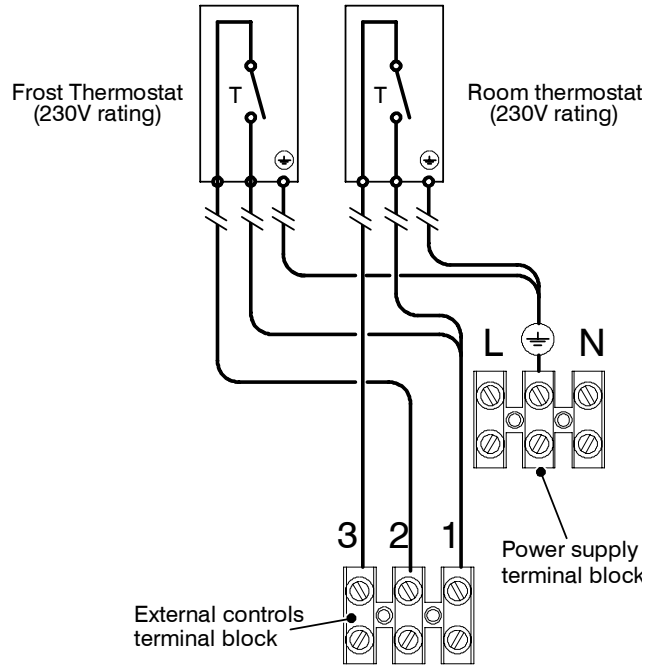 Frost Thermostat
(230V rating)
T
T
Room thermostat
(230V rating)
L
N
3
2
1
Power supply
terminal block
External controls
terminal block